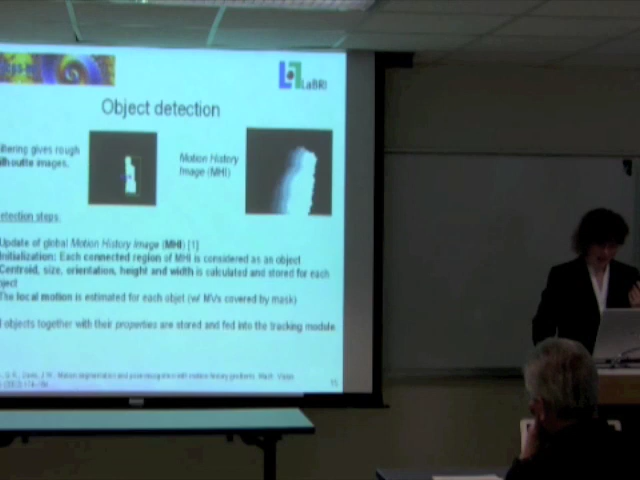 LaBRI
Object detection
filtering gives rough
silhouette images.
Motion History
Image (MHI)
detection steps:
Update of global Motion History Image (MHI) [1]
Initialization: Each connected region of MHI is considered as an object
Centroid, size, orientation, height and width is calculated and stored for each
object
The local motion is estimated for each objet (w/ MVs covered by mask)
objects together with their properties are stored and fed into the tracking module
15